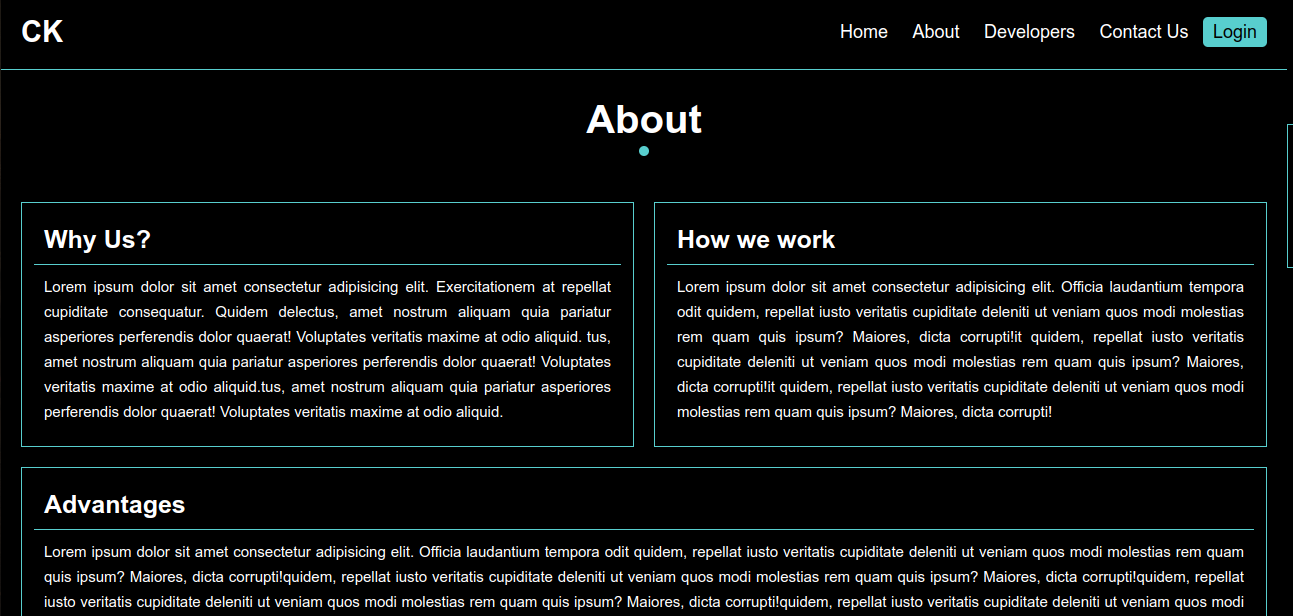 CK
Home About Developers Contact Us Login
About
Why Us?
Lorem ipsum dolor sit amet consectetur adipisicing elit. Exercitationem at repellat
cupiditate consequatur. Quidem delectus, amet nostrum aliquam quia pariatur
asperiores perferendis dolor quaerat! Voluptates veritatis maxime at odio aliquid. tus,
amet nostrum aliquam quia pariatur asperiores perferendis dolor quaerat! Voluptates
veritatis maxime at odio aliquid.tus, amet nostrum aliquam quia pariatur asperiores
perferendis dolor quaerat! Voluptates veritatis maxime at odio aliquid.
How we work
Lorem ipsum dolor sit amet consectetur adipisicing elit. Officia laudantium tempora
odit quidem, repellat iusto veritatis cupiditate deleniti ut veniam quos modi molestias
rem quam quis ipsum? Maiores, dicta corrupti!it quidem, repellat iusto veritatis
cupiditate deleniti ut veniam quos modi molestias rem quam quis ipsum? Maiores,
dicta corrupti!it quidem, repellat iusto veritatis cupiditate deleniti ut veniam quos modi
molestias rem quam quis ipsum? Maiores, dicta corrupti!
Advantages
Lorem ipsum dolor sit amet consectetur adipisicing elit. Officia laudantium tempora odit quidem, repellat iusto veritatis cupiditate deleniti ut veniam quos modi molestias rem quam
quis ipsum? Maiores, dicta corrupti!quidem, repellat iusto veritatis cupiditate deleniti ut veniam quos modi molestias rem quam quis ipsum? Maiores, dicta corrupti!quidem, repellat
iusto veritatis cupiditate deleniti ut veniam quos modi molestias rem quam quis ipsum? Maiores, dicta corrupti!quidem, repellat iusto veritatis cupiditate deleniti ut veniam quos modi